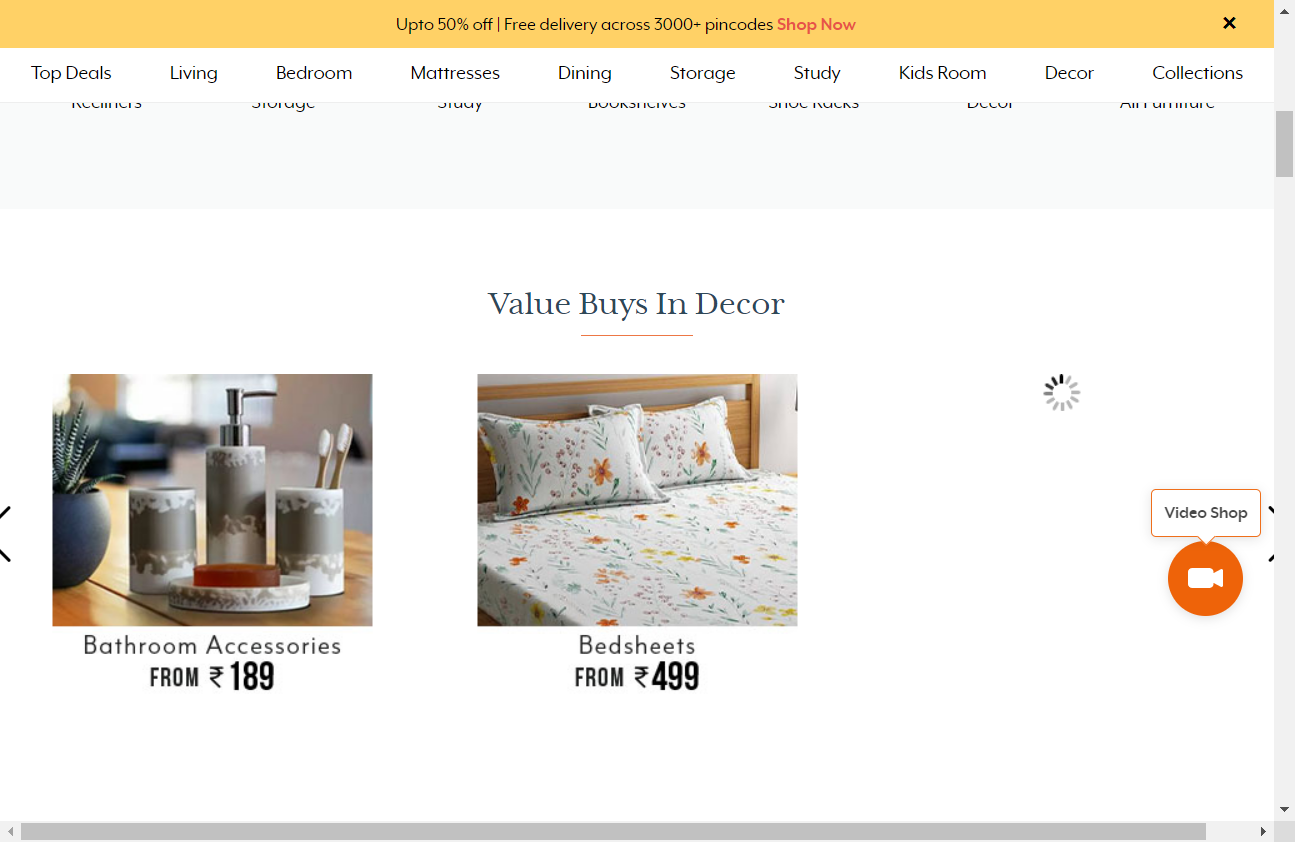 Upto 50% off | Free delivery across 3000+ pincodes Shop Now
Top Deals Living Bedroom Mattresses Dining Storage Study Kids Room Decor Collections
Recliners Storage Study Bookshelves Shoe Racks Decor All Furniture
Value Buys In Decor
Video Shop
Bathroom Accessories
FROM ₹189
Bedsheets
FROM ₹499